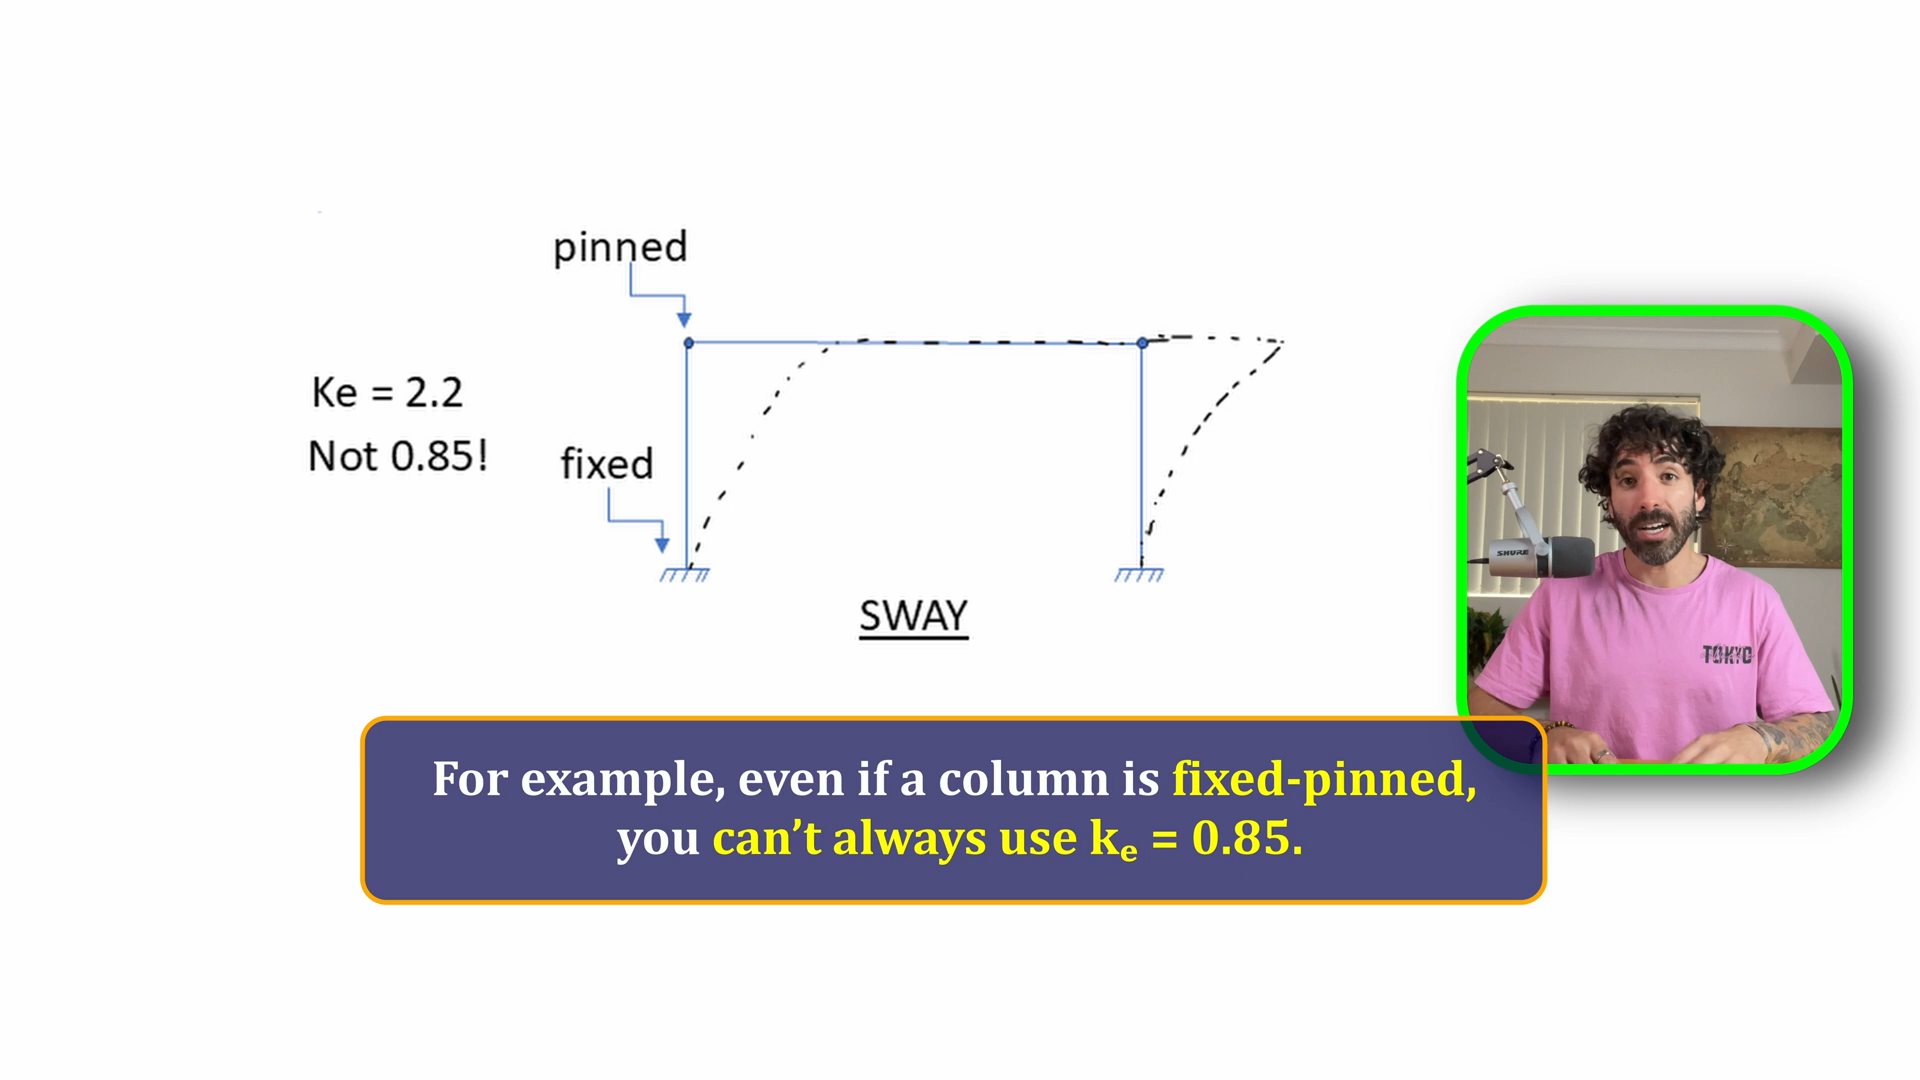 pinned
Ke = 2.2
Not 0.85!
fixed
SWAY
SHURE
TOKYO
For example, even if a column is fixed-pinned,
you can’t always use kₑ = 0.85.